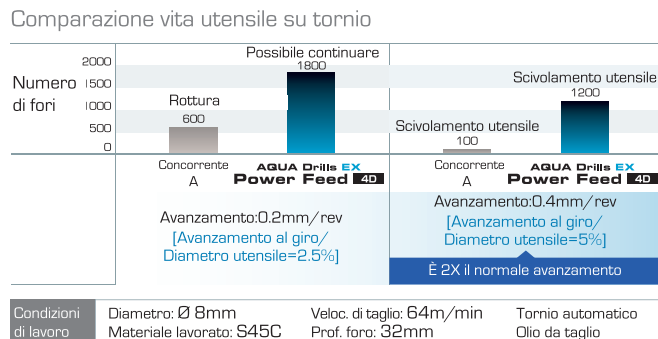 Comparazione vita utensile su tornio
Numero
di fori
2000
1500
1000
500
0
Rottura
600
Possibile continuare
1800
Scivolamento utensile
100
Scivolamento utensile
1200
Concorrente
A
AQUA Drills EX
Power Feed 4D
Concorrente
A
AQUA Drills EX
Power Feed 4D
Avanzamento:0.2mm/rev
[Avanzamento al giro/
Diametro utensile=2.5%]
Avanzamento:0.4mm/rev
[Avanzamento al giro/
Diametro utensile=5%]
È 2X il normale avanzamento
Condizioni
di lavoro
Diametro: Ø 8mm
Materiale lavorato: S45C
Veloc. di taglio: 64m/min
Prof. foro: 32mm
Tornio automatico
Olio da taglio